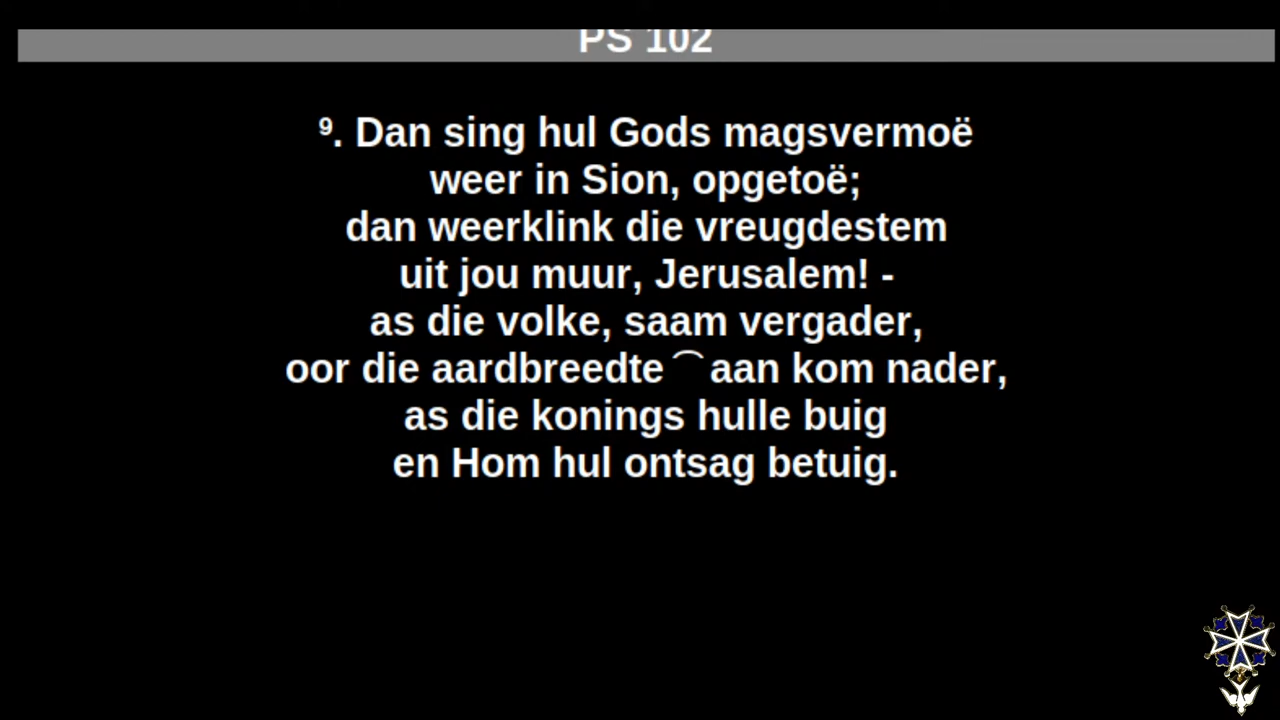 PS 102
⁹. Dan sing hul Gods magsvermoë
weer in Sion, opgetoë;
dan weerklink die vreugdestem
uit jou muur, Jerusalem! -
as die volke, saam vergader,
oor die aardbreedte⁀aan kom nader,
as die konings hulle buig
en Hom hul ontsag betuig.